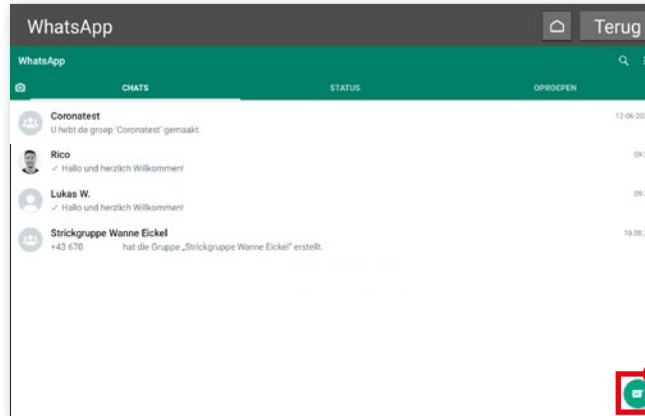 WhatsApp
Terug
WhatsApp
CHATS
STATUS
OPROEPEN
Coronatest
U hebt de groep 'Coronatest' gemaakt.
Rico
✓ Hallo und herzlich Willkommen!
Lukas W.
✓ Hallo und herzlich Willkommen!
Strickgruppe Wanne Eickel
+43 670 hat die Gruppe „Strickgruppe Wanne Eickel" erstellt.